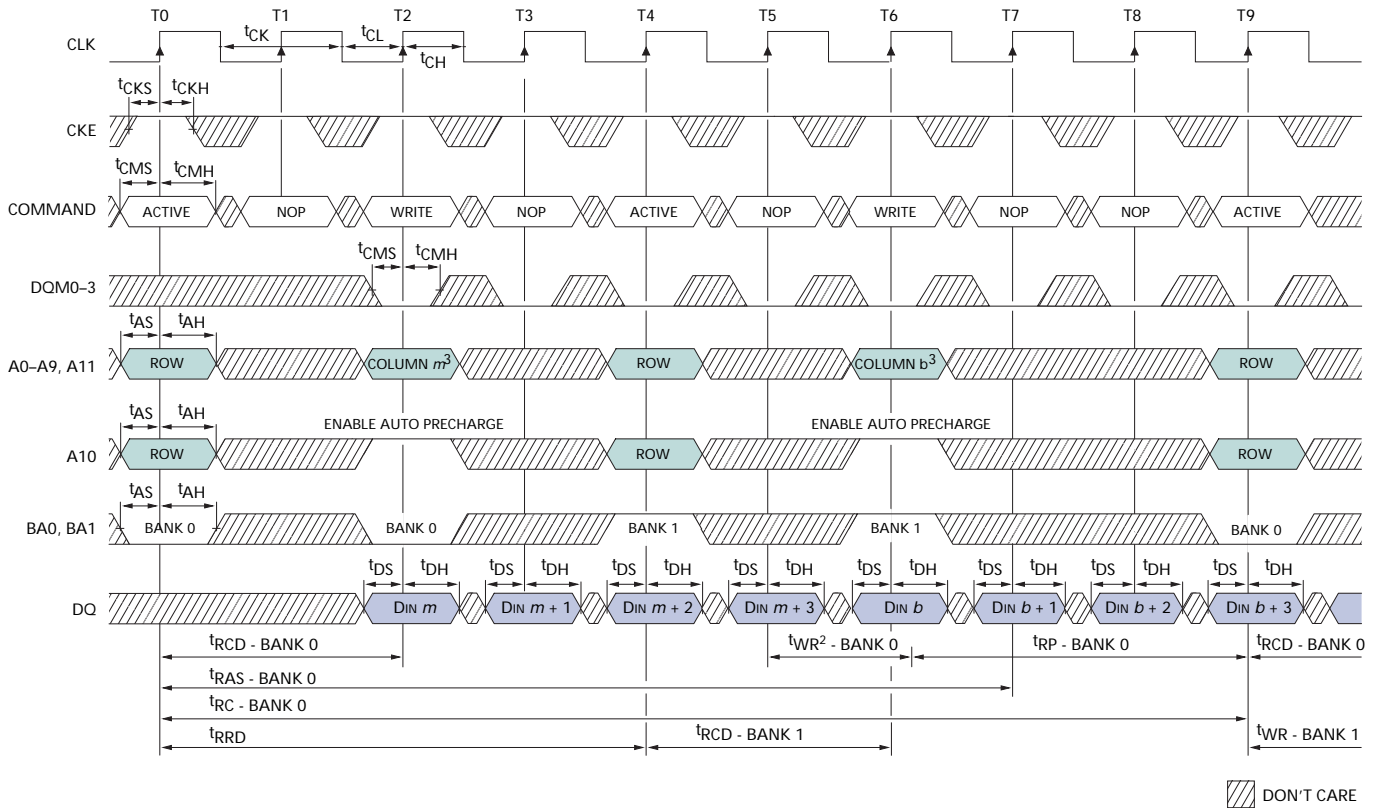 T0 T1 T2 T3 T4 T5 T6 T7 T8 T9
CLK
tCK tCL
tCH
tCKS tCKH
CKE
tCMS tCMH
COMMAND ACTIVE NOP WRITE NOP ACTIVE NOP WRITE NOP NOP ACTIVE
tCMS tCMH
DQM0–3
tAS tAH
A0–A9, A11 ROW COLUMN m³ ROW COLUMN b³ ROW
tAS tAH ENABLE AUTO PRECHARGE ENABLE AUTO PRECHARGE
A10 ROW ROW ROW
tAS tAH
BA0, BA1 BANK 0 BANK 0 BANK 1 BANK 1 BANK 0
tDS tDH tDS tDH tDS tDH tDS tDH tDS tDH tDS tDH tDS tDH tDS tDH
DQ DIN m DIN m + 1 DIN m + 2 DIN m + 3 DIN b DIN b + 1 DIN b + 2 DIN b + 3
tRCD - BANK 0 tWR² - BANK 0 tRP - BANK 0 tRCD - BANK 0
tRAS - BANK 0
tRC - BANK 0
tRRD tRCD - BANK 1 tWR - BANK 1
DON'T CARE